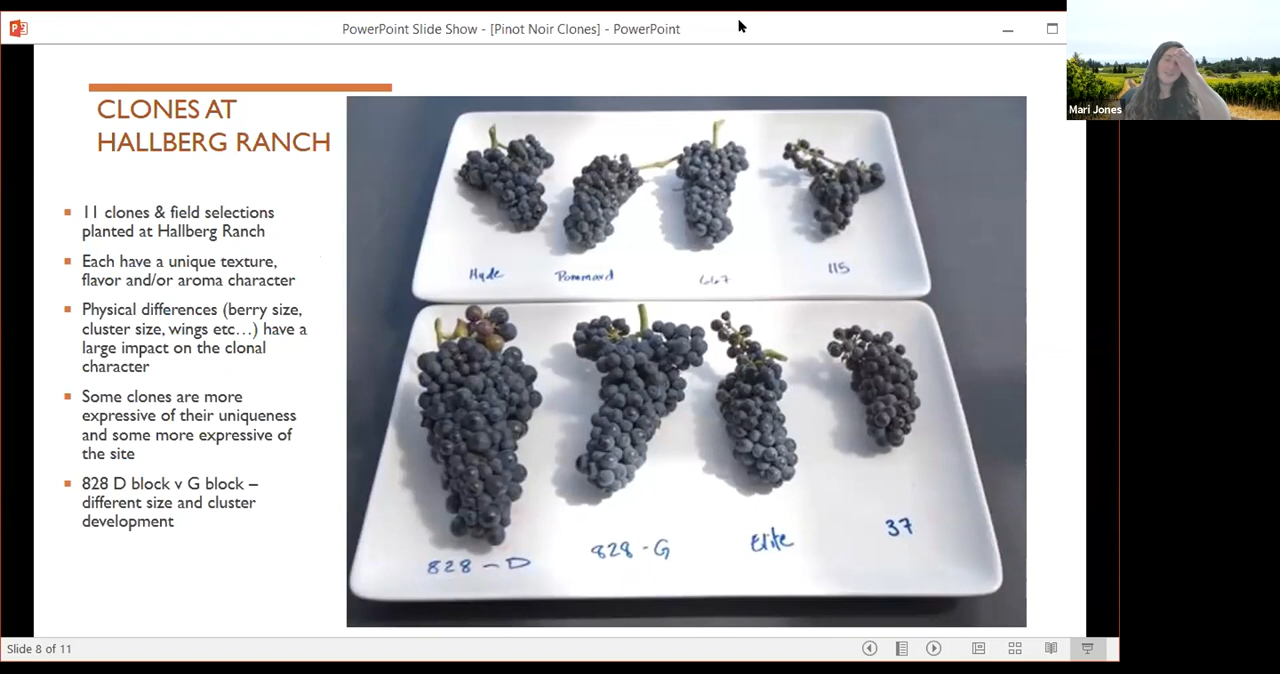 PowerPoint Slide Show - [Pinot Noir Clones] - PowerPoint
Mari Jones
CLONES AT
HALLBERG RANCH
11 clones & field selections
planted at Hallberg Ranch
Each have a unique texture,
flavor and/or aroma character
Physical differences (berry size,
cluster size, wings etc…) have a
large impact on the clonal
character
Some clones are more
expressive of their uniqueness
and some more expressive of
the site
828 D block v G block –
different size and cluster
development
Hyde Pommard 667 115
828 - D 828 - G Elite 37
Slide 8 of 11